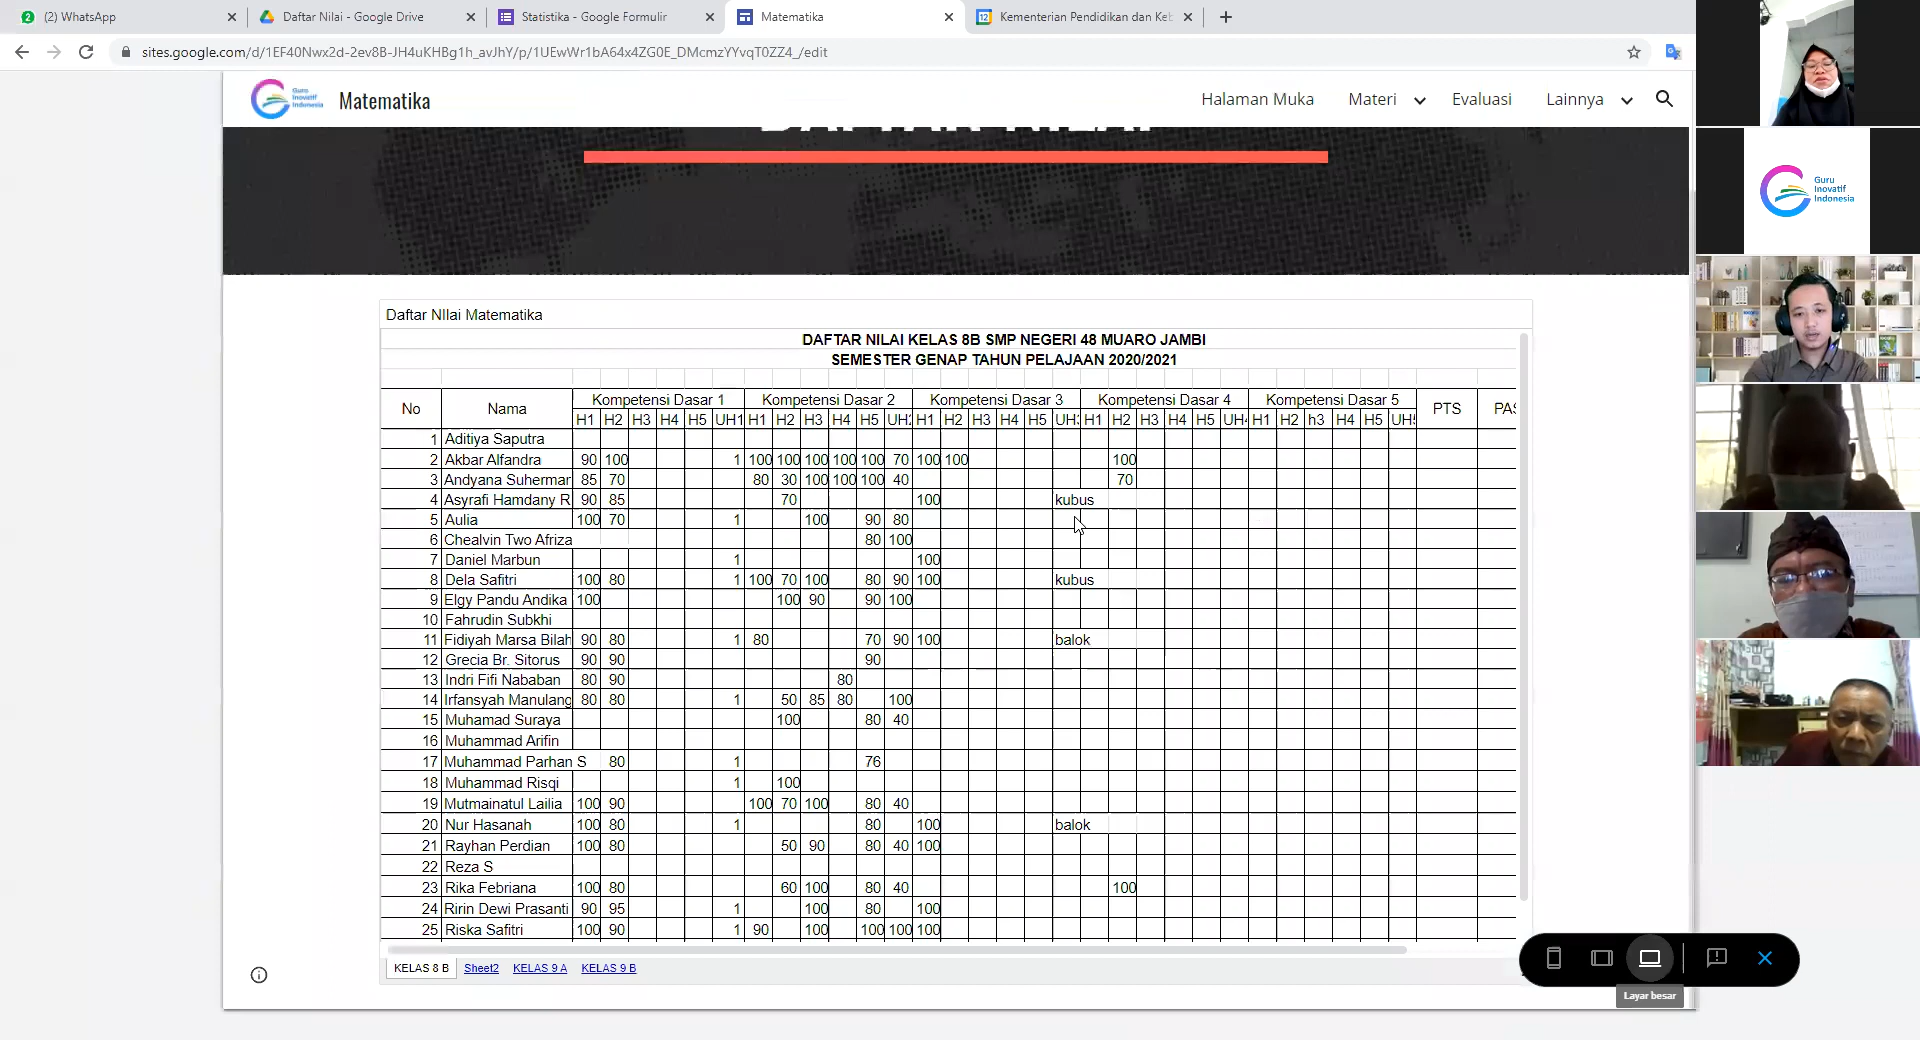 (2) WhatsApp
Daftar Nilai - Google Drive
Statistika - Google Formulir
Matematika
Kementerian Pendidikan dan Keb
sites.google.com/d/1EF40Nwx2d-2ev8B-JH4uKHBg1h_avJhY/p/1UEwWr1bA64x4ZG0E_DMcmzYYvqT0ZZ4_/edit
Guru Inovatif Indonesia
Matematika
Halaman Muka Materi Evaluasi Lainnya
DAFTAR NILAI
Daftar NIlai Matematika
DAFTAR NILAI KELAS 8B SMP NEGERI 48 MUARO JAMBI
SEMESTER GENAP TAHUN PELAJAAN 2020/2021
No Nama Kompetensi Dasar 1 Kompetensi Dasar 2 Kompetensi Dasar 3 Kompetensi Dasar 4 Kompetensi Dasar 5 PTS PAS
H1 H2 H3 H4 H5 UH1 H1 H2 H3 H4 H5 UH2 H1 H2 H3 H4 H5 UH3 H1 H2 H3 H4 H5 UH4 H1 H2 h3 H4 H5 UH5
1 Aditiya Saputra
2 Akbar Alfandra 90 100 1 100 100 100 100 100 70 100 100 100
3 Andyana Suherman 85 70 80 30 100 100 100 40 70
4 Asyrafi Hamdany R 90 85 70 100 kubus
5 Aulia 100 70 1 100 90 80
6 Chealvin Two Afriza 80 100
7 Daniel Marbun 1 100
8 Dela Safitri 100 80 1 100 70 100 80 90 100 kubus
9 Elgy Pandu Andika 100 100 90 90 100
10 Fahrudin Subkhi
11 Fidiyah Marsa Bilah 90 80 1 80 70 90 100 balok
12 Grecia Br. Sitorus 90 90 90
13 Indri Fifi Nababan 80 90 80
14 Irfansyah Manulang 80 80 1 50 85 80 100
15 Muhamad Suraya 100 80 40
16 Muhammad Arifin
17 Muhammad Parhan S 80 1 76
18 Muhammad Risqi 1 100
19 Mutmainatul Lailia 100 90 100 70 100 80 40
20 Nur Hasanah 100 80 1 80 100 balok
21 Rayhan Perdian 100 80 50 90 80 40 100
22 Reza S
23 Rika Febriana 100 80 60 100 80 40 100
24 Ririn Dewi Prasanti 90 95 1 100 80 100
25 Riska Safitri 100 90 1 90 100 100 100 100
KELAS 8 B Sheet2 KELAS 9 A KELAS 9 B
Layar besar
Guru
Inovatif
Indonesia